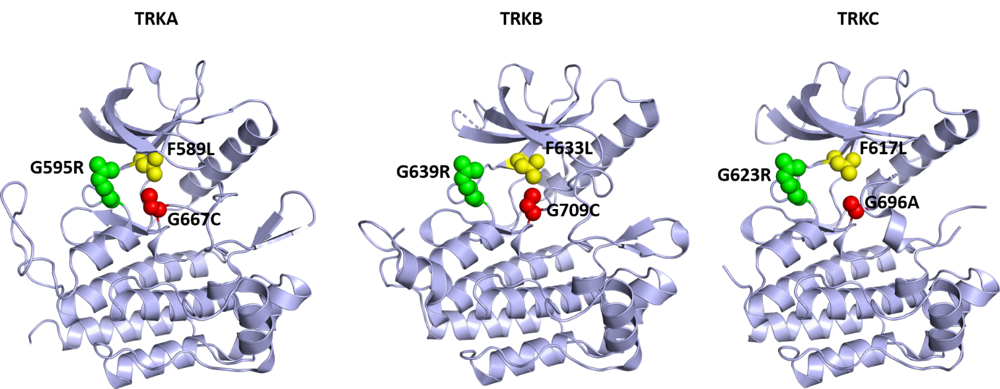 TRKA
TRKB
TRKC
F589L
G595R
G667C
F633L
G639R
G709C
F617L
G623R
G696A